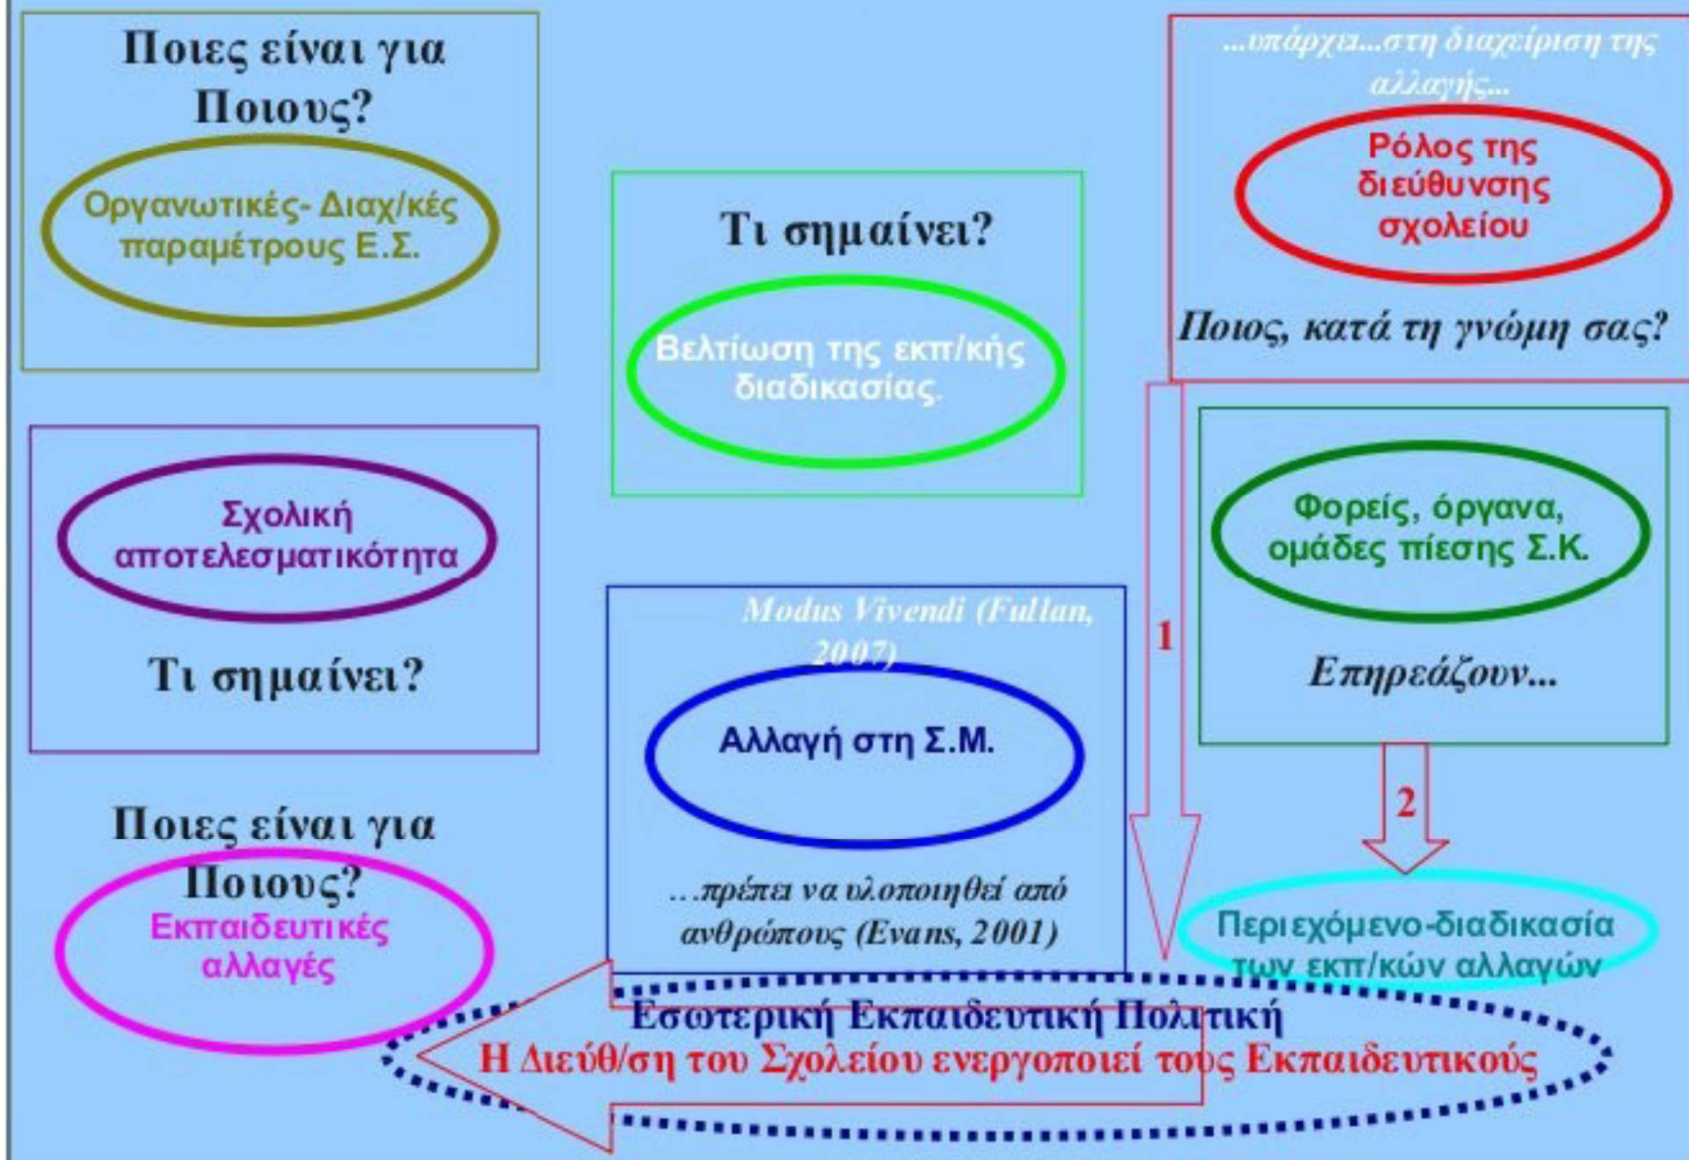 Ποιες είναι για
Ποιους?
Οργανωτικές- Διαχ/κές
παραμέτρους Ε.Σ.
Σχολική
αποτελεσματικότητα
Τι σημαίνει?
Ποιες είναι για
Ποιους?
Εκπαιδευτικές
αλλαγές
Τι σημαίνει?
Βελτίωση της εκπ/κής
διαδικασίας.
Modus Vivendi (Fullan,
2007)
Αλλαγή στη Σ.Μ.
...πρέπει να υλοποιηθεί από
ανθρώπους (Evans, 2001)
...υπάρχει...στη διαχείριση της
αλλαγής...
Ρόλος της
διεύθυνσης
σχολείου
Ποιος, κατά τη γνώμη σας?
1
Φορείς, όργανα,
ομάδες πίεσης Σ.Κ.
Επηρεάζουν...
2
Περιεχόμενο-διαδικασία
των εκπ/κών αλλαγών
Εσωτερική Εκπαιδευτική Πολιτική
Η Διεύθ/ση του Σχολείου ενεργοποιεί τους Εκπαιδευτικούς